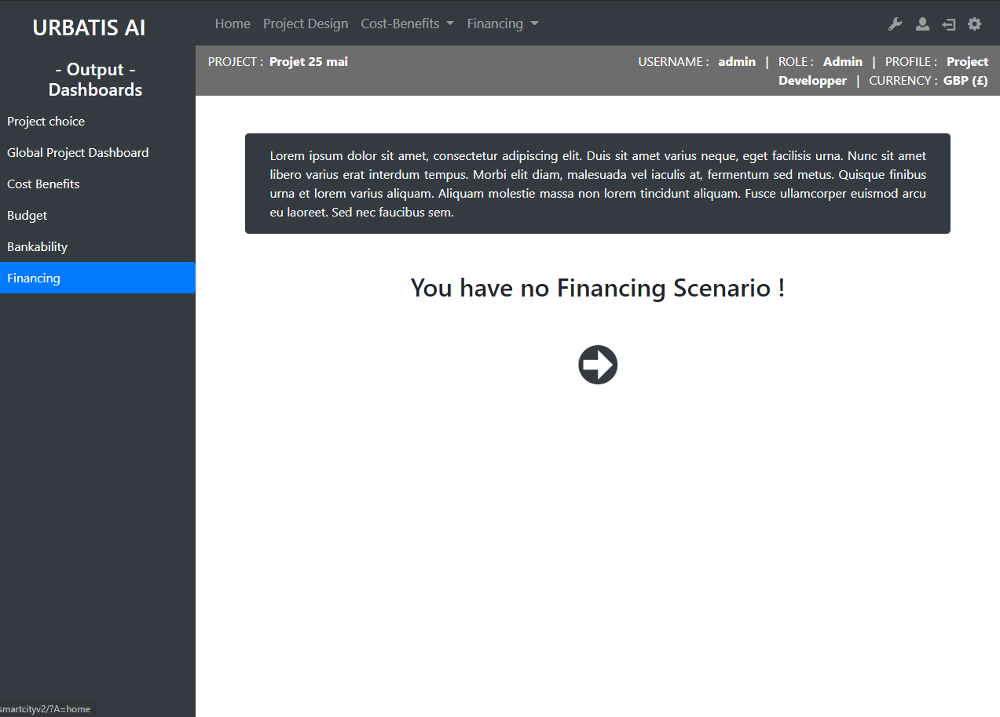 URBATIS AI
Home Project Design Cost-Benefits Financing
- Output -
Dashboards
Project choice
Global Project Dashboard
Cost Benefits
Budget
Bankability
Financing
PROJECT : Projet 25 mai
USERNAME : admin | ROLE : Admin | PROFILE : Project
Developper | CURRENCY : GBP (£)
Lorem ipsum dolor sit amet, consectetur adipiscing elit. Duis sit amet varius neque, eget facilisis urna. Nunc sit amet
libero varius erat interdum tempus. Morbi elit diam, malesuada vel iaculis at, fermentum sed metus. Quisque finibus
urna et lorem varius aliquam. Aliquam molestie massa non lorem tincidunt aliquam. Fusce ullamcorper euismod arcu
eu laoreet. Sed nec faucibus sem.
You have no Financing Scenario !
smartcityv2/?A=home